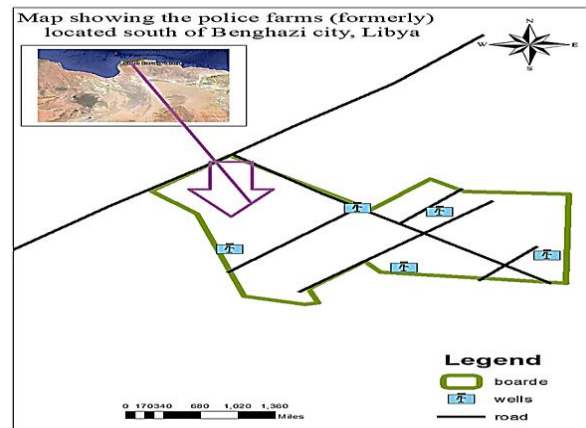 Map showing the police farms (formerly)
located south of Benghazi city, Libya
N
W E
S
Legend
boarde
wells
road
0 170340 680 1,020 1,360
Miles